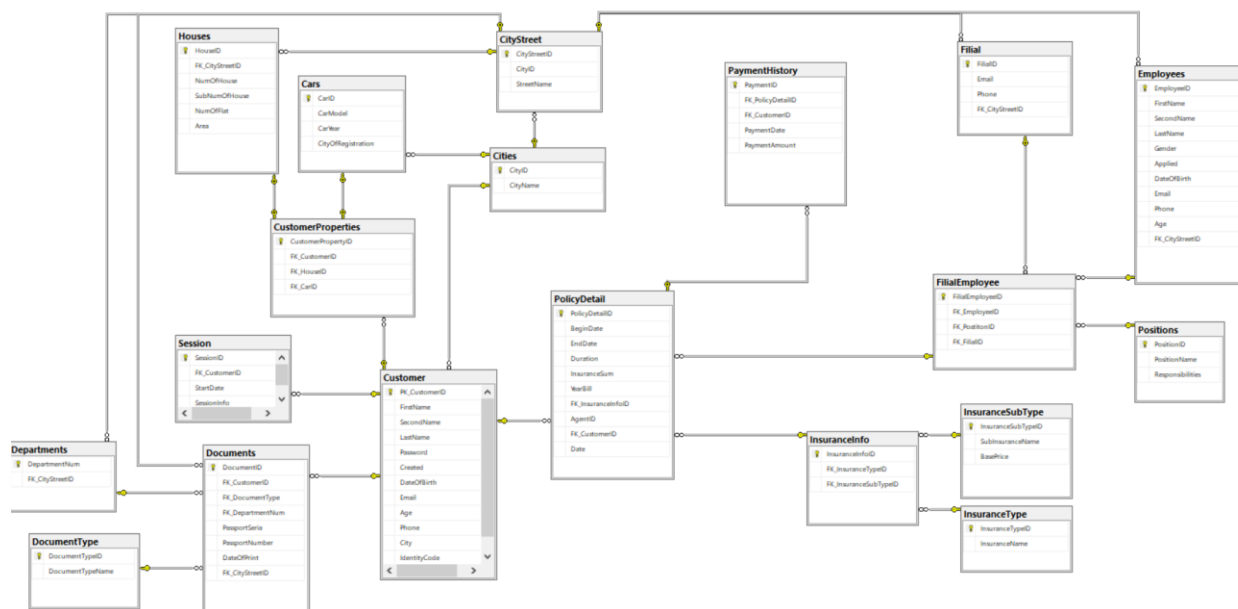 Houses
HouseID
FK_CityStreetID
NumOfHouse
SubNumOfHouse
NumOfFlat
Area
Cars
CarID
CarModel
CarYear
CityOfRegistration
CityStreet
CityStreetID
CityID
StreetName
Cities
CityID
CityName
PaymentHistory
PaymentID
FK_PolicyDetailID
FK_CustomerID
PaymentDate
PaymentAmount
Filial
FilialID
Email
Phone
FK_CityStreetID
Employees
EmployeeID
FirstName
SecondName
LastName
Gender
Applied
DateOfBirth
Email
Phone
Age
FK_CityStreetID
CustomerProperties
CustomerPropertyID
FK_CustomerID
FK_HouseID
FK_CarID
FilialEmployee
FilialEmployeeID
FK_EmployeeID
FK_PostitonID
FK_FilialID
PolicyDetail
PolicyDetailID
BeginDate
EndDate
Duration
InsuranceSum
YearBill
FK_InsuranceInfoID
AgentID
FK_CustomerID
Date
Positions
PositionID
PositionName
Responsibilities
Session
SessionID
FK_CustomerID
StartDate
SessionInfo
Customer
PK_CustomerID
FirstName
SecondName
LastName
Password
Created
DateOfBirth
Email
Age
Phone
City
IdentityCode
InsuranceSubType
InsuranceSubTypeID
SubInsuranceName
BasePrice
InsuranceInfo
InsuranceInfoID
FK_InsuranceTypeID
FK_InsuranceSubTypeID
InsuranceType
InsuranceTypeID
InsuranceName
Departments
DepartmentNum
FK_CityStreetID
Documents
DocumentID
FK_CustomerID
FK_DocumentType
FK_DepartmentNum
PassportSeria
PassportNumber
DateOfPrint
FK_CityStreetID
DocumentType
DocumentTypeID
DocumentTypeName